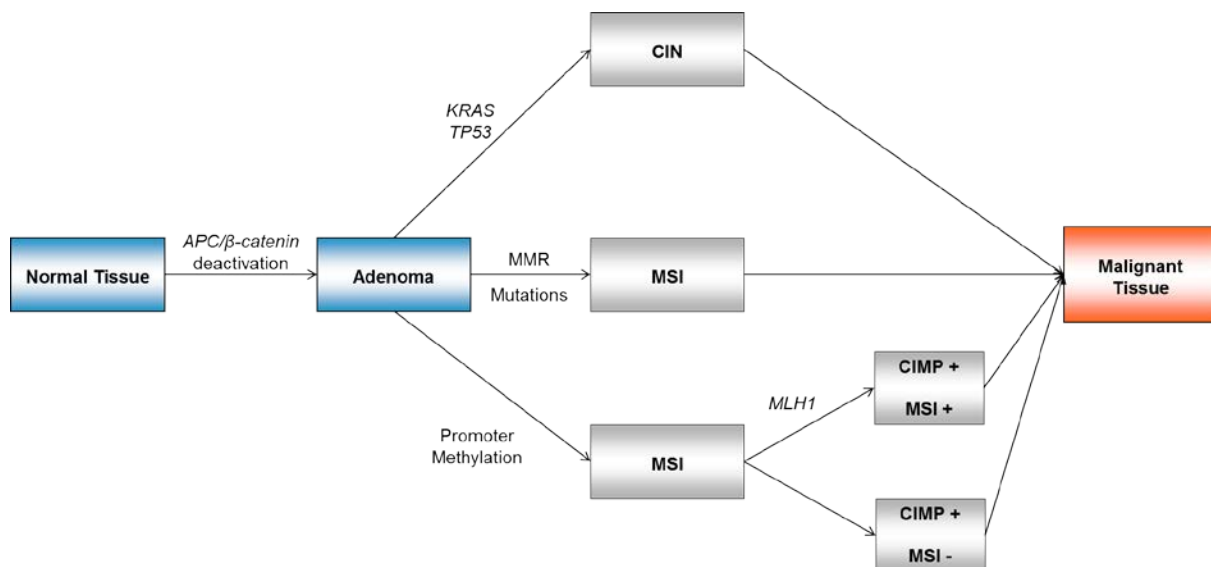 CIN
KRAS
TP53
APC/β-catenin
deactivation
Normal Tissue
Adenoma
MMR
Mutations
MSI
Malignant
Tissue
CIMP +
MSI +
MLH1
Promoter
Methylation
MSI
CIMP +
MSI -